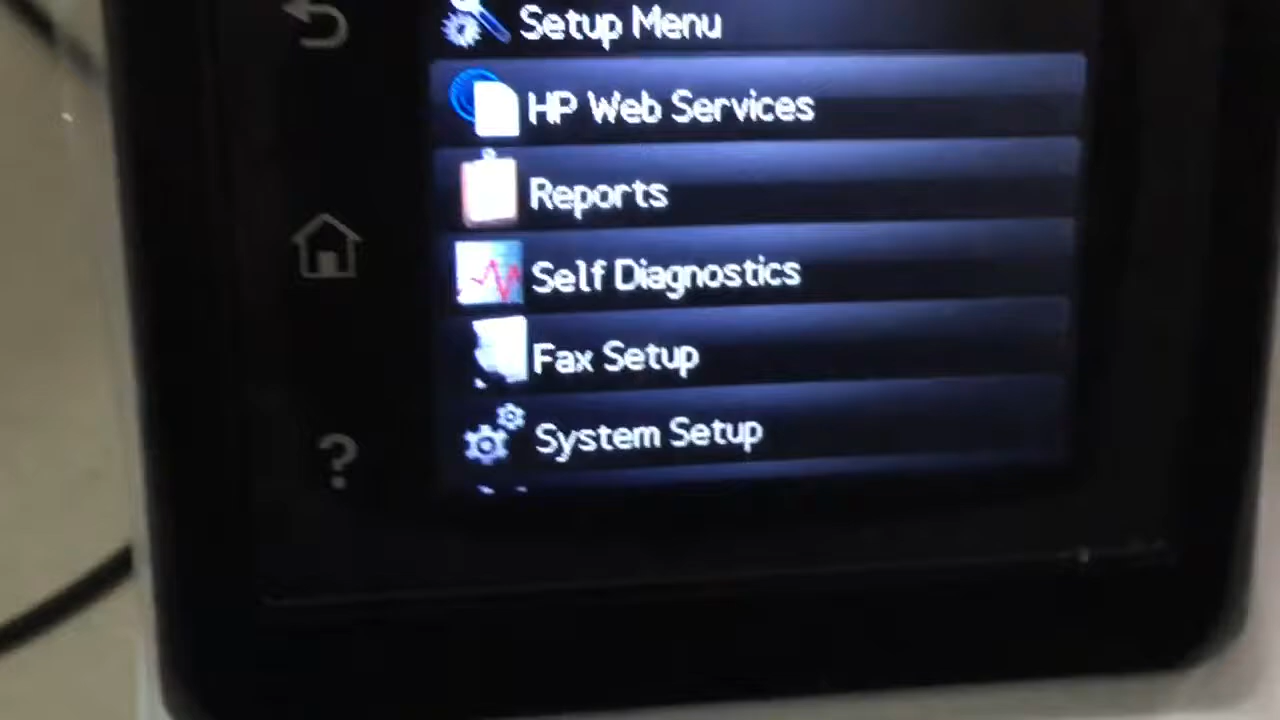 Setup Menu
HP Web Services
Reports
Self Diagnostics
Fax Setup
System Setup
?